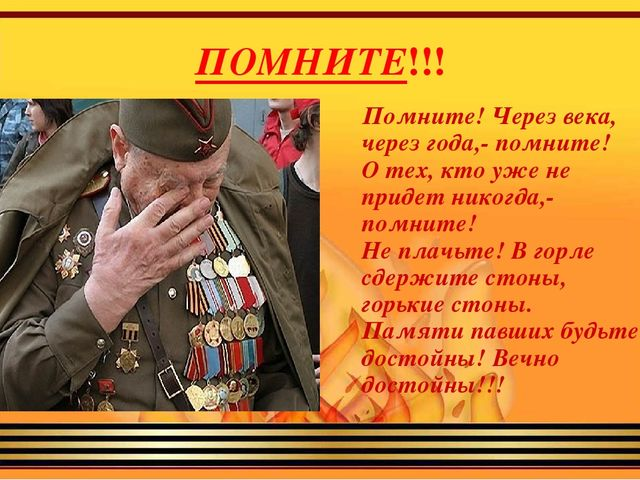 ПОМНИТЕ!!!
Помните! Через века,
через года,- помните!
О тех, кто уже не
придет никогда,-
помните!
Не плачьте! В горле
сдержите стоны,
горькие стоны.
Памяти павших будьте
достойны! Вечно
достойны!!!